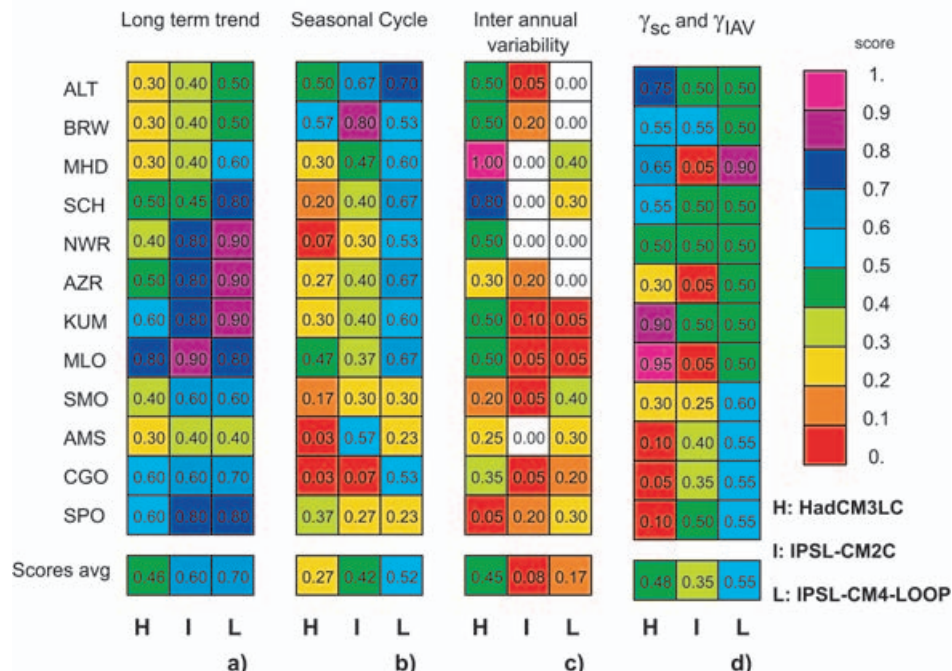 Long term trend Seasonal Cycle Inter annual variability γsc and γIAV score
ALT 0.30 0.40 0.50 0.50 0.67 0.70 0.50 0.05 0.00 0.75 0.50 0.50
BRW 0.30 0.40 0.50 0.57 0.80 0.53 0.50 0.20 0.00 0.55 0.55 0.50
MHD 0.30 0.40 0.60 0.30 0.47 0.60 1.00 0.00 0.40 0.65 0.05 0.90
SCH 0.50 0.45 0.80 0.20 0.40 0.67 0.80 0.00 0.30 0.55 0.50 0.50
NWR 0.40 0.80 0.90 0.07 0.30 0.53 0.50 0.00 0.00 0.50 0.50 0.50
AZR 0.50 0.80 0.90 0.27 0.40 0.67 0.30 0.20 0.00 0.30 0.05 0.50
KUM 0.60 0.80 0.90 0.30 0.40 0.60 0.50 0.10 0.05 0.90 0.50 0.50
MLO 0.80 0.90 0.80 0.47 0.37 0.67 0.50 0.05 0.05 0.95 0.05 0.50
SMO 0.40 0.60 0.60 0.17 0.30 0.30 0.20 0.05 0.40 0.30 0.25 0.60
AMS 0.30 0.40 0.40 0.03 0.57 0.23 0.25 0.00 0.30 0.10 0.40 0.55
CGO 0.60 0.60 0.70 0.03 0.07 0.53 0.35 0.05 0.20 0.05 0.35 0.55
SPO 0.60 0.80 0.80 0.37 0.27 0.23 0.05 0.20 0.30 0.10 0.50 0.55
Scores avg 0.46 0.60 0.70 0.27 0.42 0.52 0.45 0.08 0.17 0.48 0.35 0.55
H I L H I L H I L H I L
a) b) c) d)
1.
0.9
0.8
0.7
0.6
0.5
0.4
0.3
0.2
0.1
0.
H: HadCM3LC
I: IPSL-CM2C
L: IPSL-CM4-LOOP